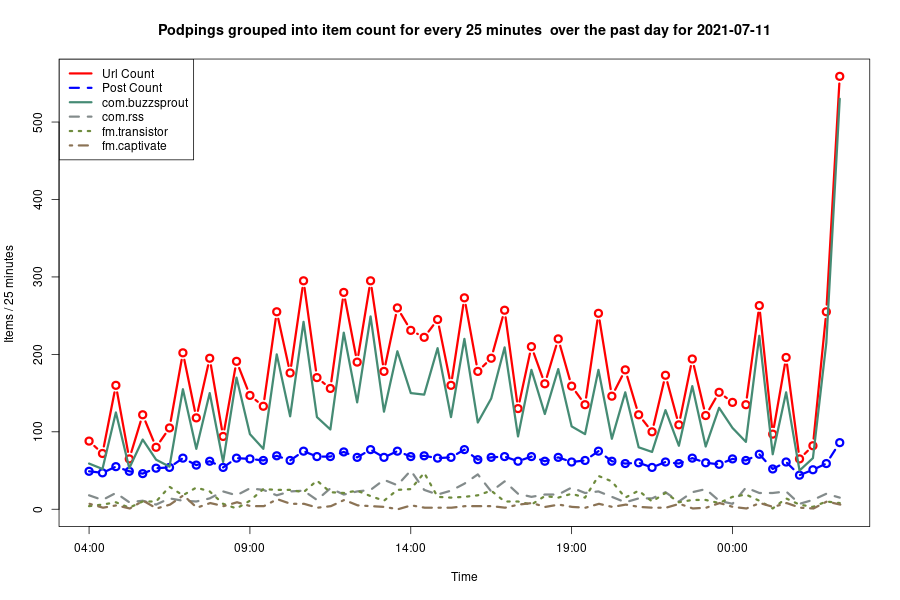 Podpings grouped into item count for every 25 minutes  over the past day for 2021-07-11
Url Count
Post Count
com.buzzsprout
com.rss
fm.transistor
fm.captivate
Items / 25 minutes
500
400
300
200
100
0
04:00 09:00 14:00 19:00 00:00
Time